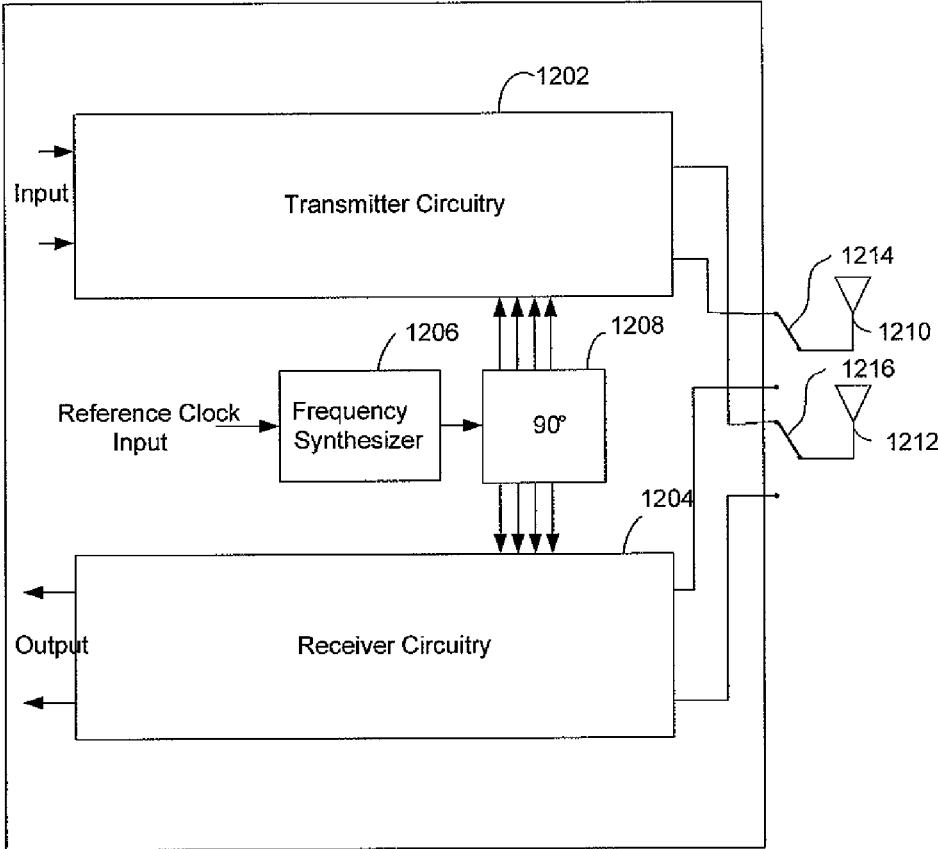 1202
Input
Transmitter Circuitry
1214
1210
1206
1208
1216
Reference Clock
Input
Frequency
Synthesizer
90°
1212
1204
Output
Receiver Circuitry